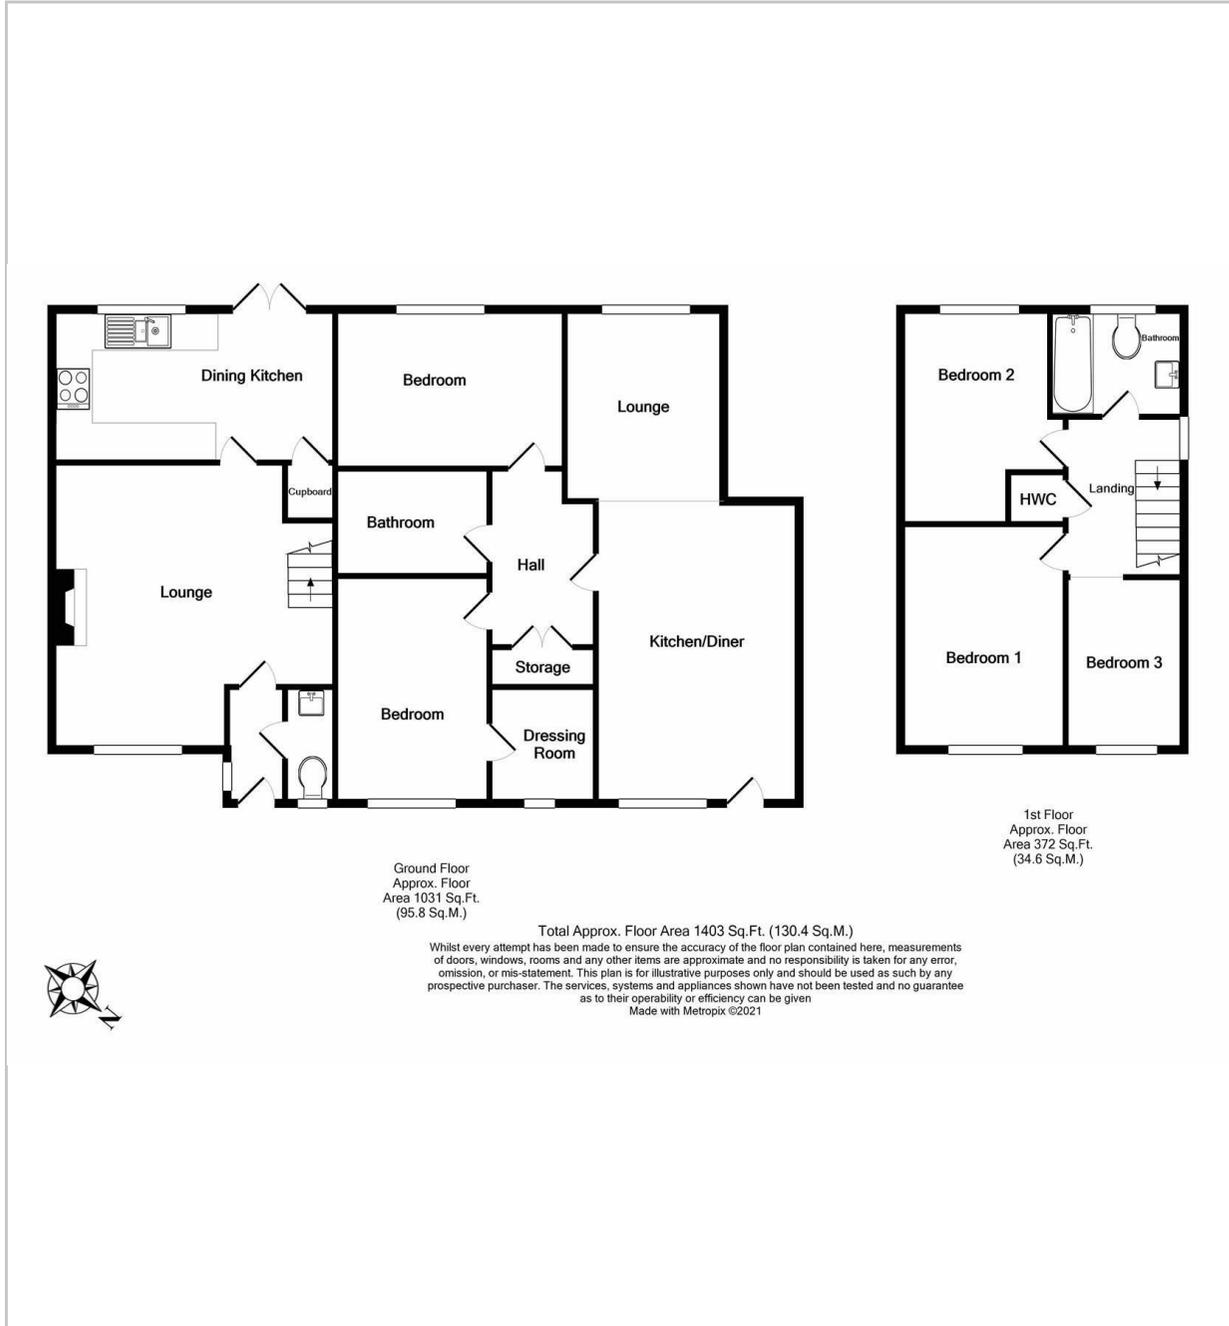 Dining Kitchen
Bedroom
Lounge
Cupboard
Bathroom
Hall
Lounge
Kitchen/Diner
Storage
Bedroom
Dressing
Room
Bedroom 2
Bathroom
HWC
Landing
Bedroom 1
Bedroom 3
1st Floor
Approx. Floor
Area 372 Sq.Ft.
(34.6 Sq.M.)
Ground Floor
Approx. Floor
Area 1031 Sq.Ft.
(95.8 Sq.M.)
Total Approx. Floor Area 1403 Sq.Ft. (130.4 Sq.M.)
Whilst every attempt has been made to ensure the accuracy of the floor plan contained here, measurements
of doors, windows, rooms and any other items are approximate and no responsibility is taken for any error,
omission, or mis-statement. This plan is for illustrative purposes only and should be used as such by any
prospective purchaser. The services, systems and appliances shown have not been tested and no guarantee
as to their operability or efficiency can be given
Made with Metropix ©2021
N